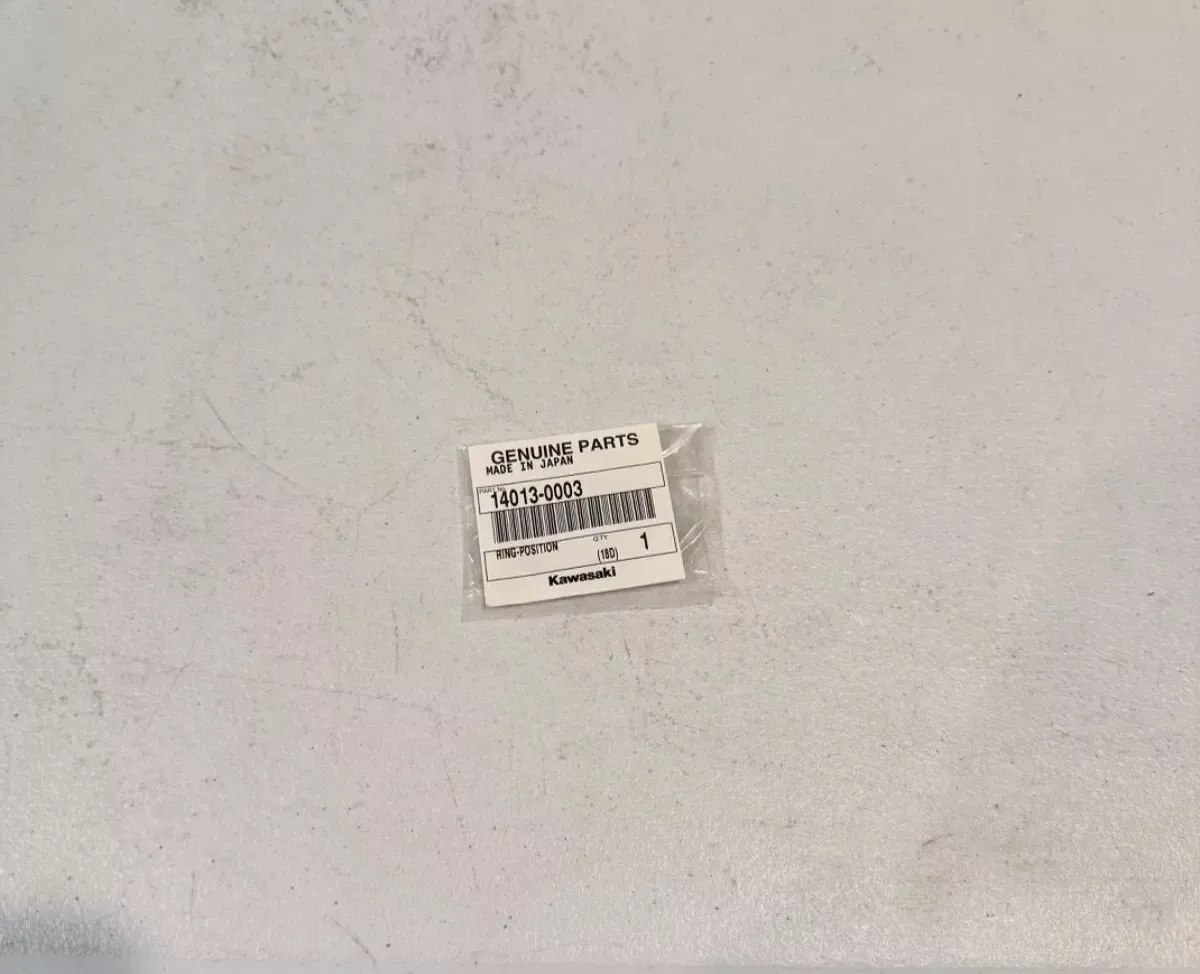 GENUINE PARTS
MADE IN JAPAN
PART No.
14013-0003
RING-POSITION
Q'TY
(18D)
1
Kawasaki